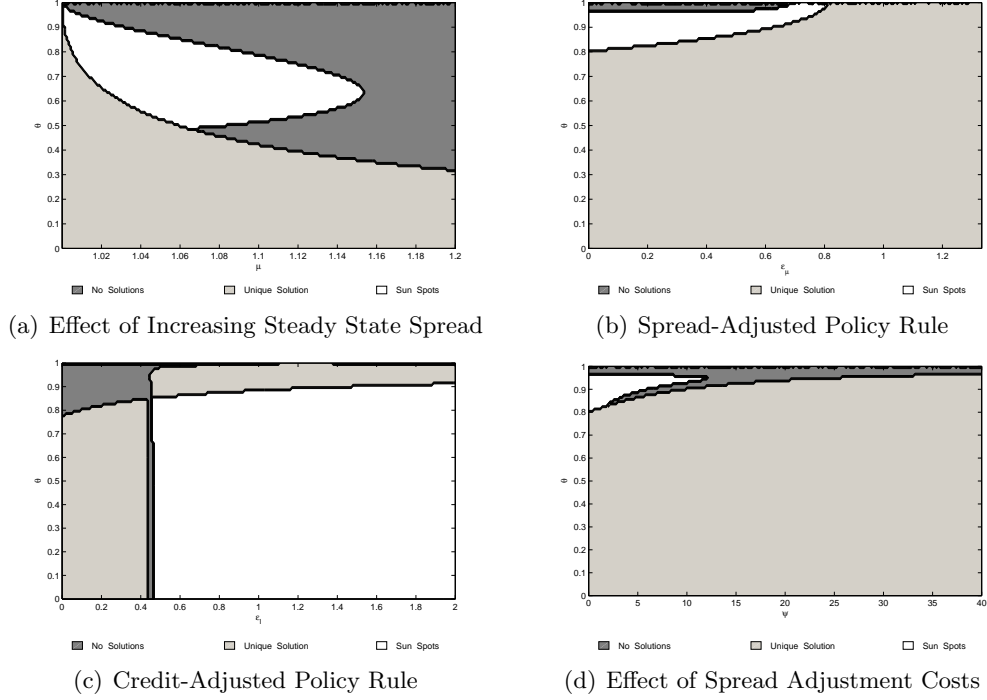 1
0.9
0.8
0.7
0.6
0.5
0.4
0.3
0.2
0.1
0
θ
1.02 1.04 1.06 1.08 1.1 1.12 1.14 1.16 1.18 1.2
μ
No Solutions Unique Solution Sun Spots
(a) Effect of Increasing Steady State Spread
1
0.9
0.8
0.7
0.6
0.5
0.4
0.3
0.2
0.1
0
θ
0 0.2 0.4 0.6 0.8 1 1.2
εμ
No Solutions Unique Solution Sun Spots
(b) Spread-Adjusted Policy Rule
1
0.9
0.8
0.7
0.6
0.5
0.4
0.3
0.2
0.1
0
θ
0 0.2 0.4 0.6 0.8 1 1.2 1.4 1.6 1.8 2
εl
No Solutions Unique Solution Sun Spots
(c) Credit-Adjusted Policy Rule
1
0.9
0.8
0.7
0.6
0.5
0.4
0.3
0.2
0.1
0
θ
0 5 10 15 20 25 30 35 40
ψ
No Solutions Unique Solution Sun Spots
(d) Effect of Spread Adjustment Costs